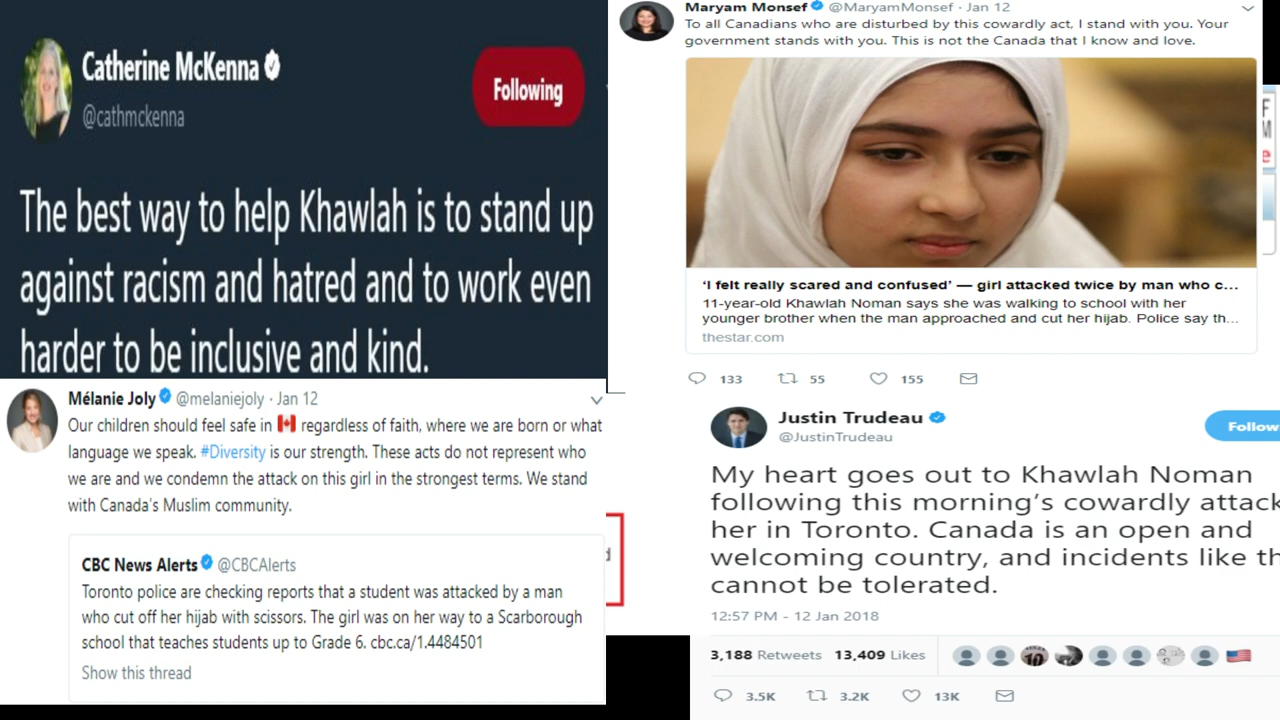 Catherine McKenna
@cathmckenna
Following
The best way to help Khawlah is to stand up
against racism and hatred and to work even
harder to be inclusive and kind.
Mélanie Joly @melaniejoly · Jan 12
Our children should feel safe in 🇨🇦 regardless of faith, where we are born or what
language we speak. #Diversity is our strength. These acts do not represent who
we are and we condemn the attack on this girl in the strongest terms. We stand
with Canada's Muslim community.
CBC News Alerts @CBCAlerts
Toronto police are checking reports that a student was attacked by a man
who cut off her hijab with scissors. The girl was on her way to a Scarborough
school that teaches students up to Grade 6. cbc.ca/1.4484501
Show this thread
Maryam Monsef @MaryamMonsef · Jan 12
To all Canadians who are disturbed by this cowardly act, I stand with you. Your
government stands with you. This is not the Canada that I know and love.
'I felt really scared and confused' — girl attacked twice by man who c...
11-year-old Khawlah Noman says she was walking to school with her
younger brother when the man approached and cut her hijab. Police say th...
thestar.com
133 55 155
Justin Trudeau
@JustinTrudeau
Follow
My heart goes out to Khawlah Noman
following this morning's cowardly attack
her in Toronto. Canada is an open and
welcoming country, and incidents like th
cannot be tolerated.
12:57 PM - 12 Jan 2018
3,188 Retweets 13,409 Likes
3.5K 3.2K 13K
F
M
e